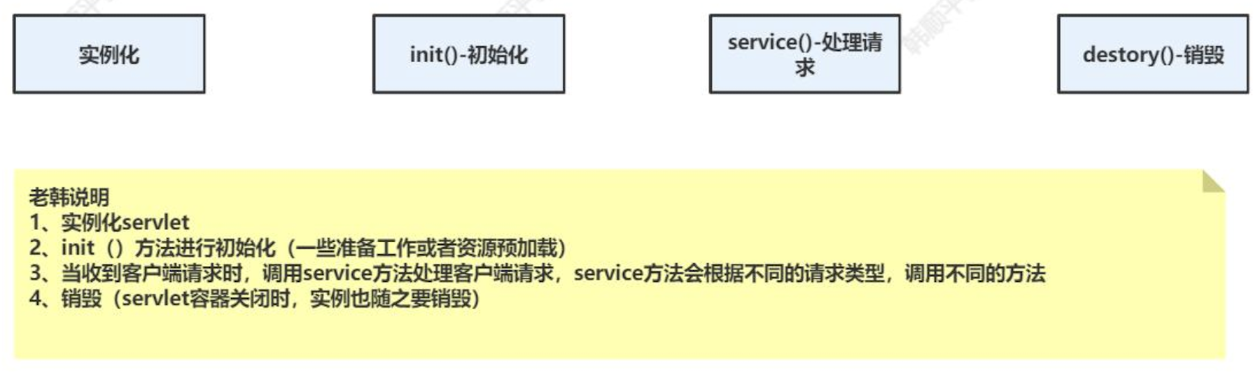 实例化
init()-初始化
service()-处理请
求
destory()-销毁
老韩说明
1、实例化servlet
2、init（）方法进行初始化（一些准备工作或者资源预加载）
3、当收到客户端请求时，调用service方法处理客户端请求，service方法会根据不同的请求类型，调用不同的方法
4、销毁（servlet容器关闭时，实例也随之要销毁）